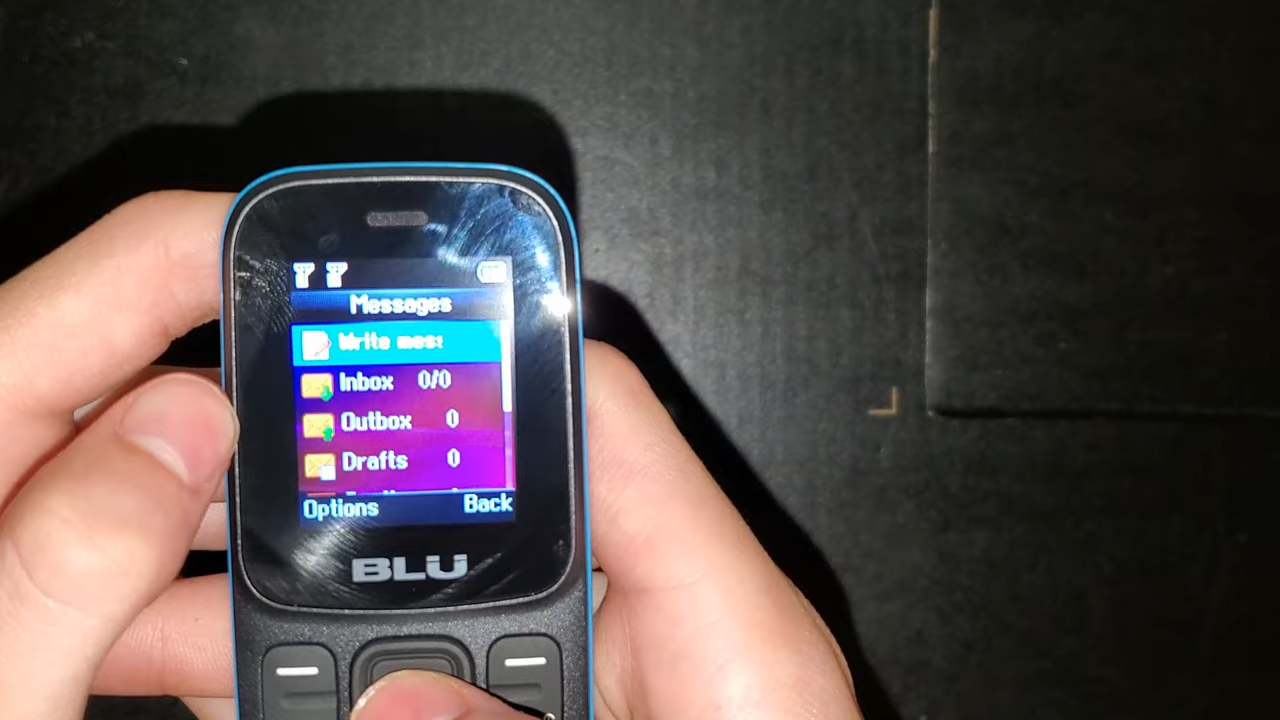 Messages
Write mes
Inbox 0/0
Outbox 0
Drafts 0
Options Back
BLU